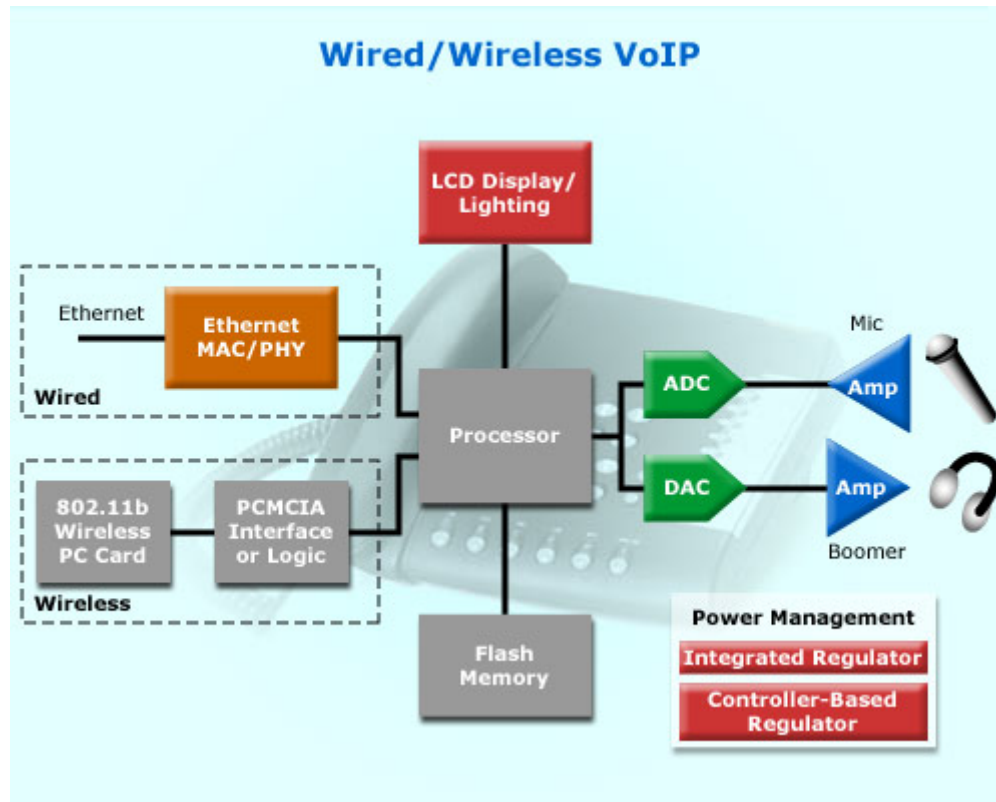 Wired/Wireless VoIP
LCD Display/
Lighting
Ethernet
Ethernet
MAC/PHY
Wired
802.11b
Wireless
PC Card
PCMCIA
Interface
or Logic
Wireless
Processor
Flash
Memory
ADC
Mic
Amp
DAC
Amp
Boomer
Power Management
Integrated Regulator
Controller-Based
Regulator